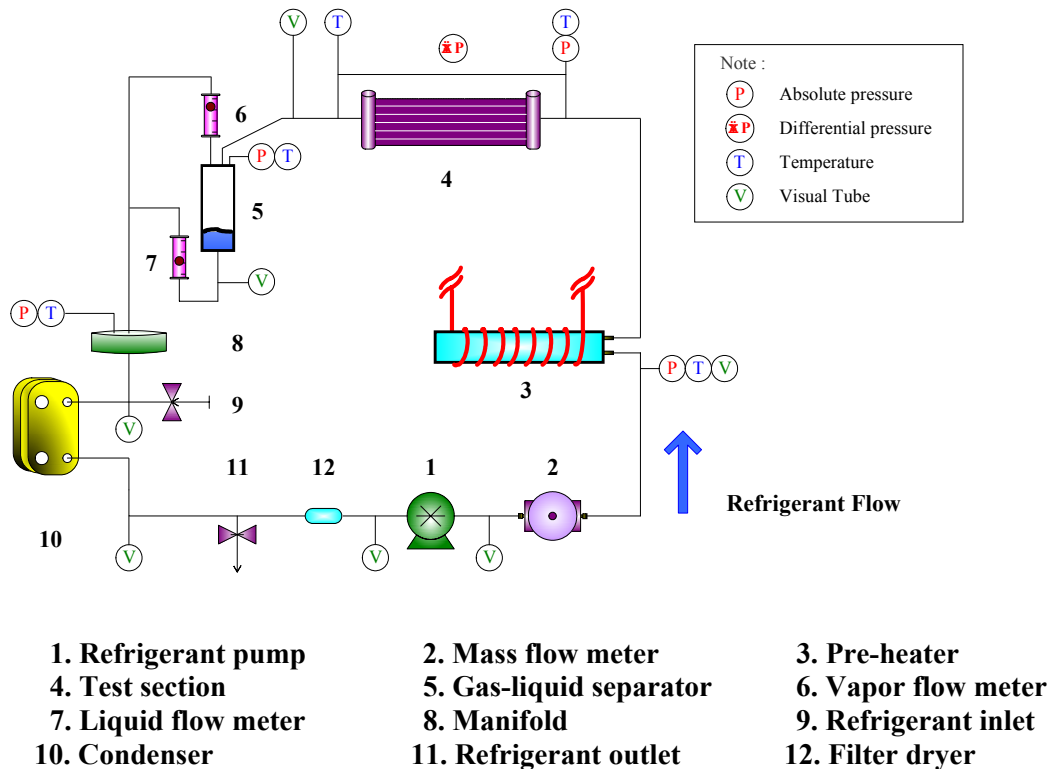 V T T
ẌP P
6
P T
4
5
7
V
P T
8
3
P T V
9
V
11 12 1 2
10
V V V
Refrigerant Flow
Note :
P Absolute pressure
ẌP Differential pressure
T Temperature
V Visual Tube
1. Refrigerant pump 2. Mass flow meter 3. Pre-heater
4. Test section 5. Gas-liquid separator 6. Vapor flow meter
7. Liquid flow meter 8. Manifold 9. Refrigerant inlet
10. Condenser 11. Refrigerant outlet 12. Filter dryer